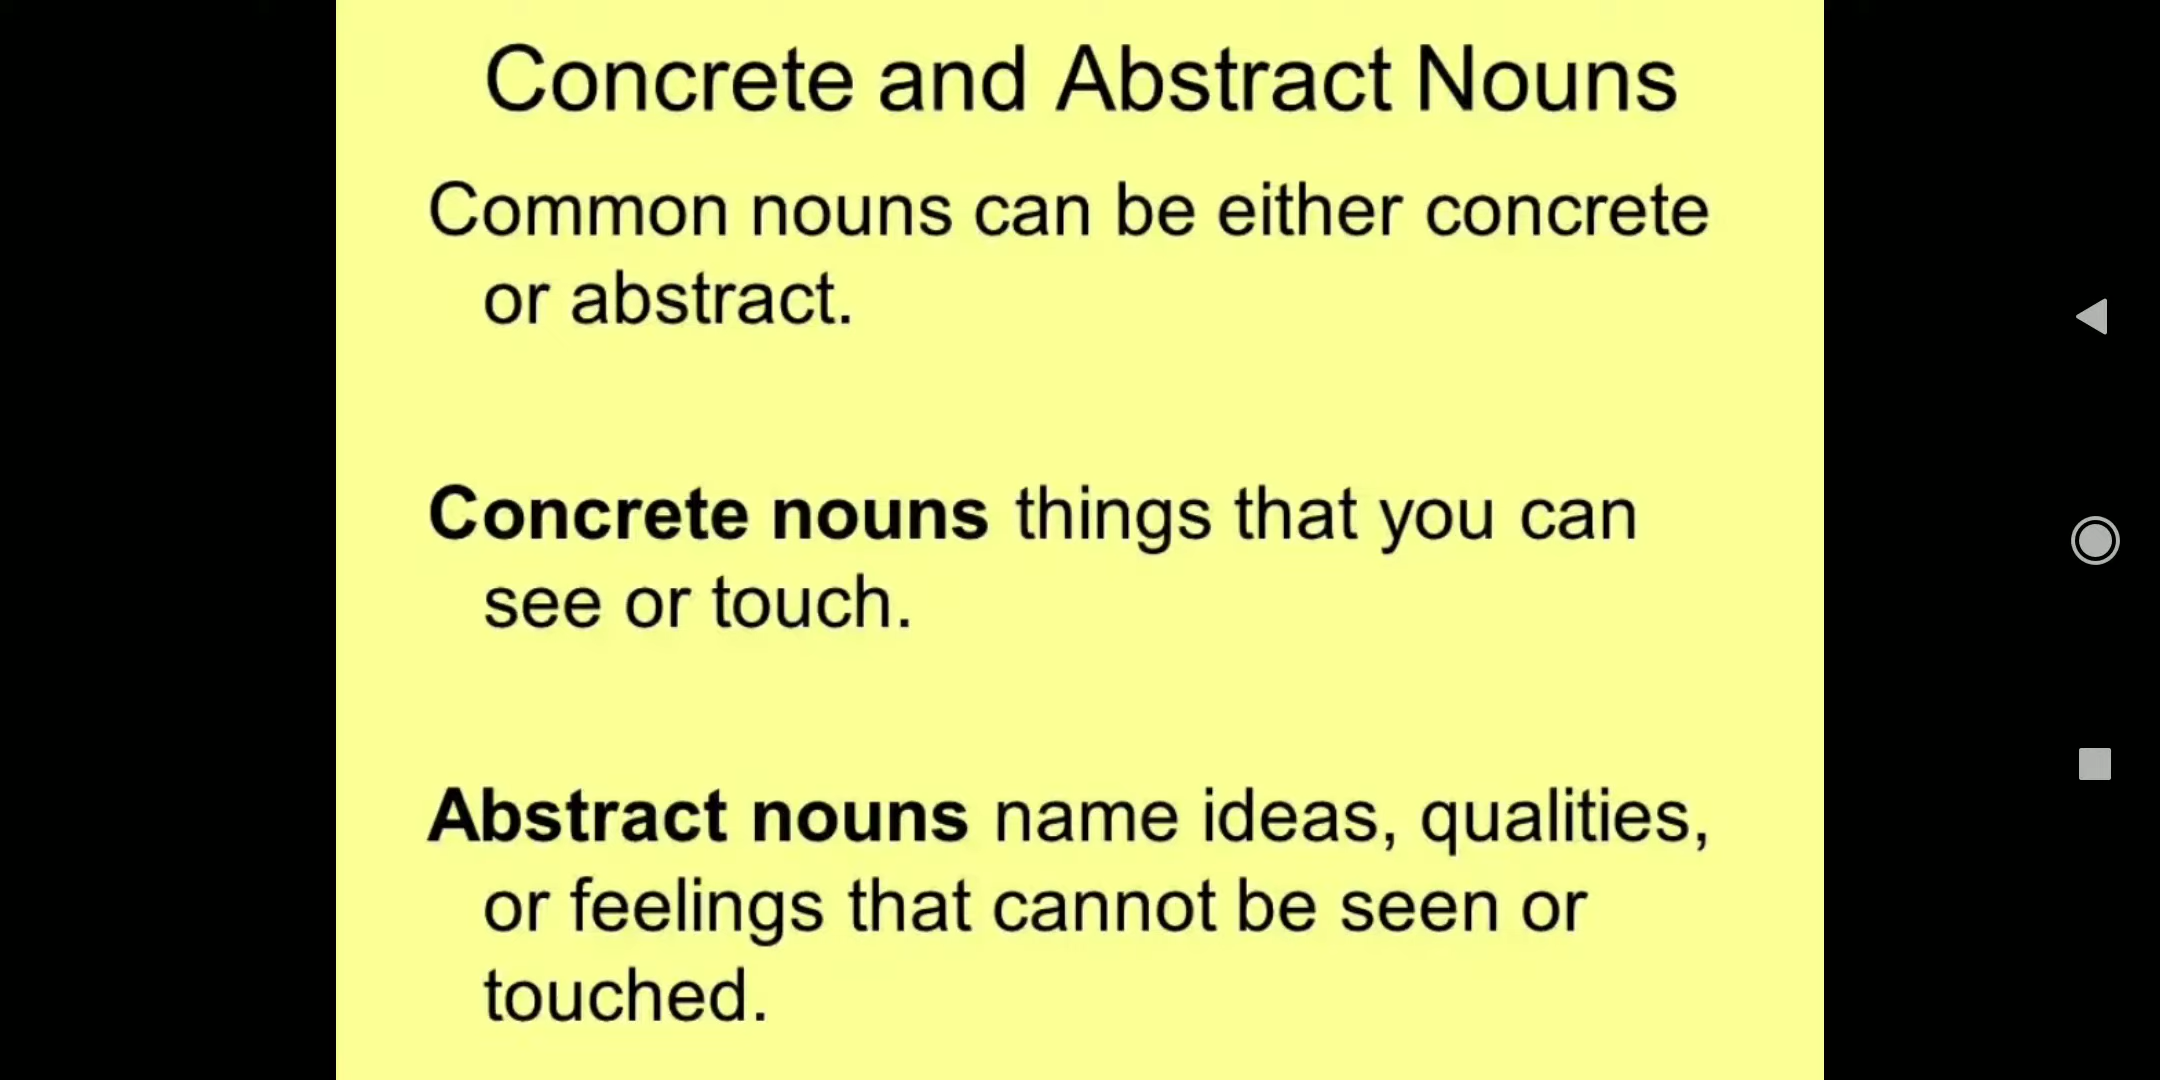 Concrete and Abstract Nouns
Common nouns can be either concrete
or abstract.
Concrete nouns things that you can
see or touch.
Abstract nouns name ideas, qualities,
or feelings that cannot be seen or
touched.